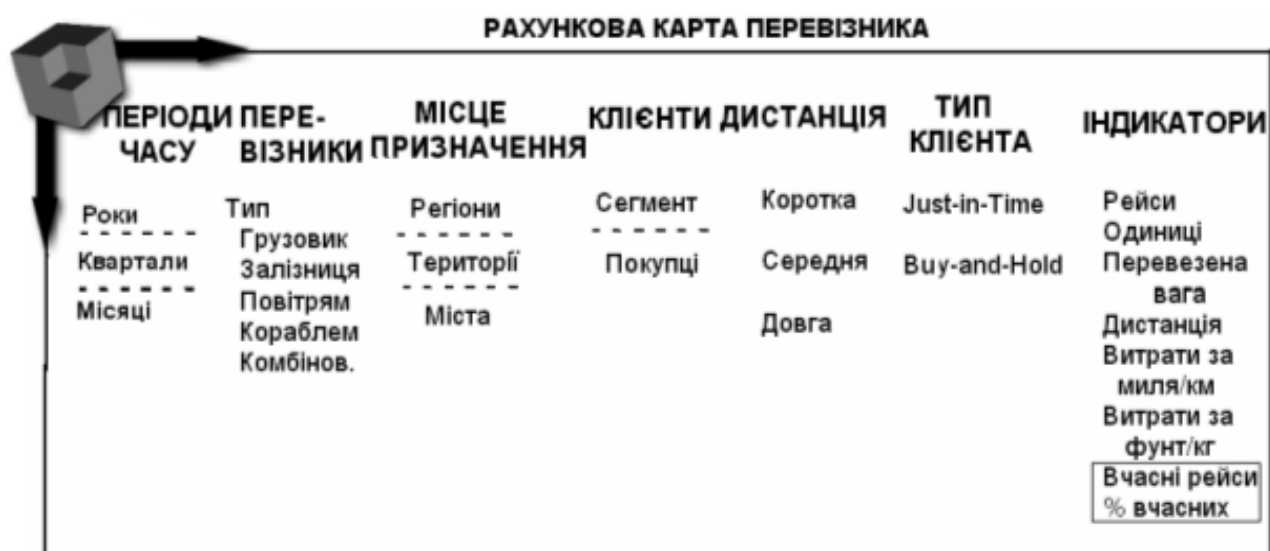 РАХУНКОВА КАРТА ПЕРЕВІЗНИКА
ПЕРІОДИ
ЧАСУ
Роки
Квартали
Місяці
ПЕРЕ-
ВІЗНИКИ
Тип
Грузовик
Залізниця
Повітрям
Кораблем
Комбінов.
МІСЦЕ
ПРИЗНАЧЕННЯ
Регіони
Території
Міста
КЛІЄНТИ
Сегмент
Покупці
ДИСТАНЦІЯ
Коротка
Середня
Довга
ТИП
КЛІЄНТА
Just-in-Time
Buy-and-Hold
ІНДИКАТОРИ
Рейси
Одиниці
Перевезена
вага
Дистанція
Витрати за
миля/км
Витрати за
фунт/кг
Вчасні рейси
% вчасних